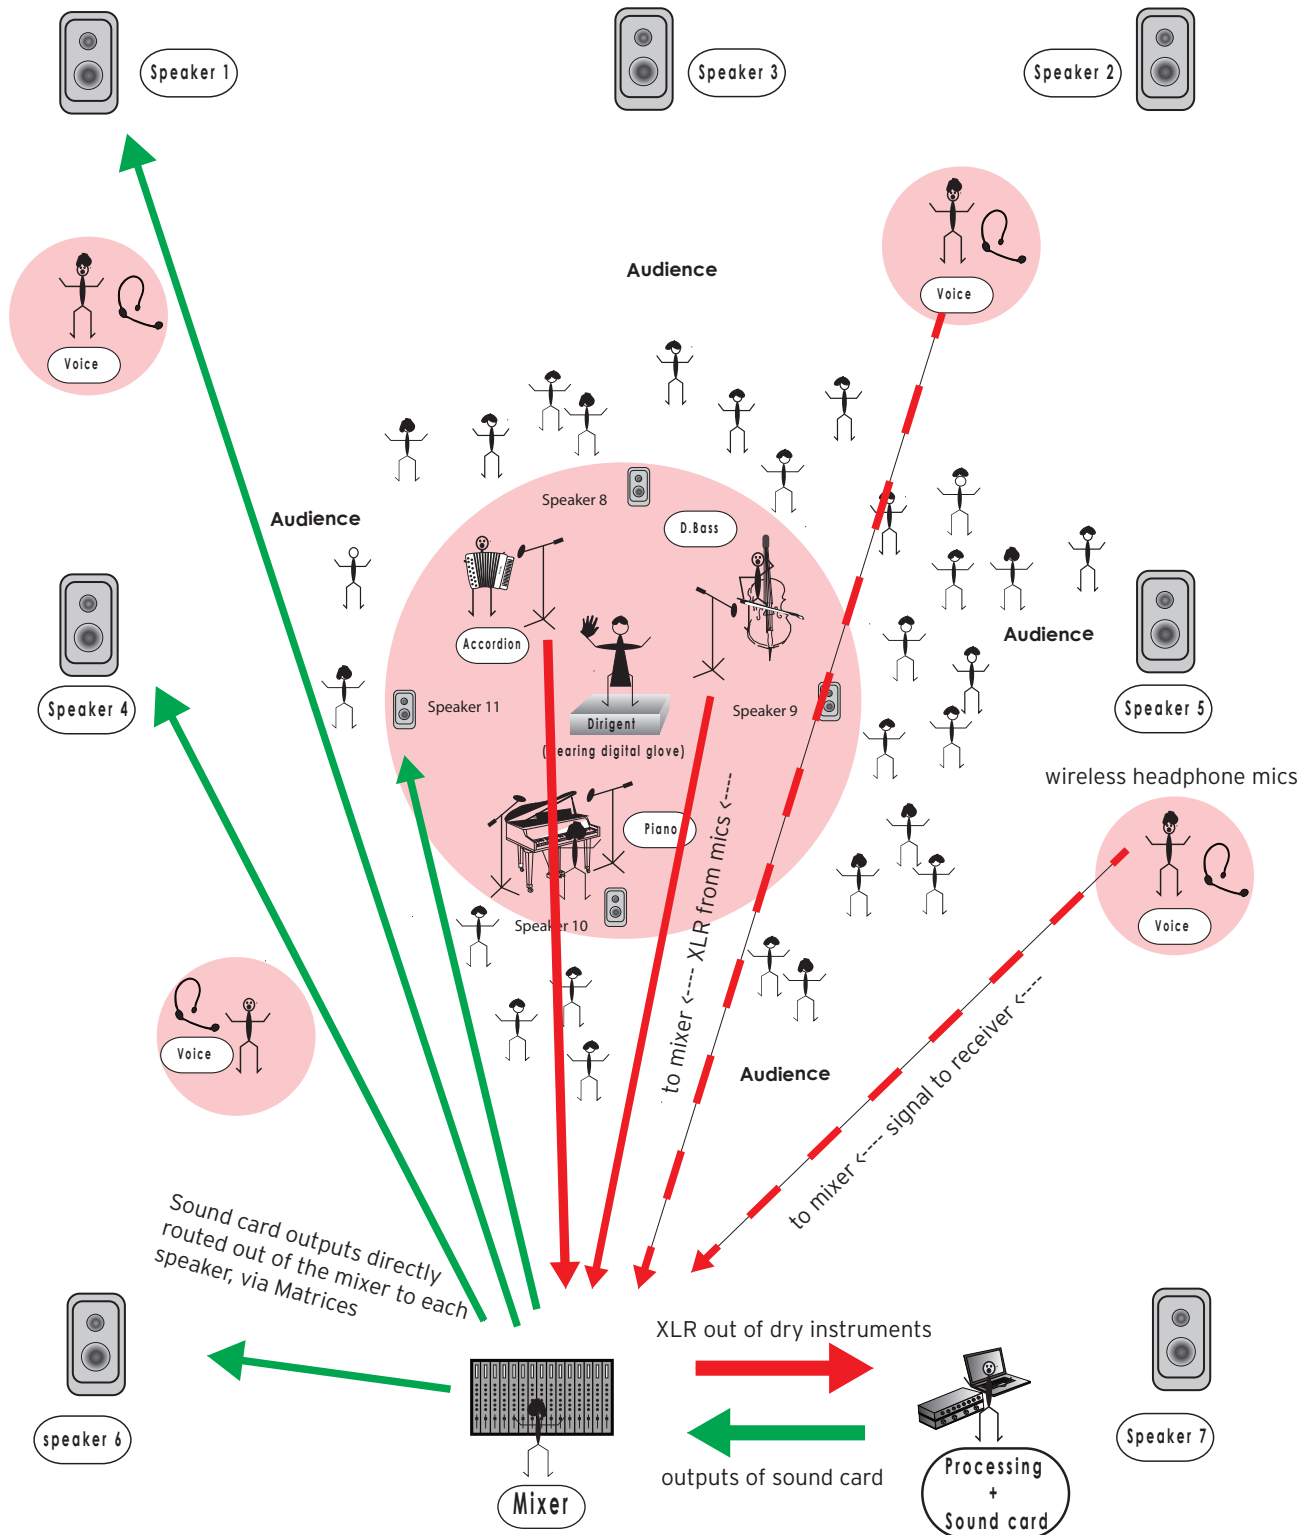 Speaker 1
Speaker 3
Speaker 2
Voice
Audience
Voice
Speaker 8
D.Bass
Audience
Accordion
Audience
Speaker 4
Speaker 11
Dirigent
Speaker 9
Speaker 5
(wearing digital glove)
wireless headphone mics
Piano
to mixer <---- XLR from mics <----
Speaker 10
Voice
Voice
to mixer <---- signal to receiver <----
Audience
Sound card outputs directly
routed out of the mixer to each
speaker, via Matrices
XLR out of dry instruments
speaker 6
Speaker 7
outputs of sound card
Mixer
Processing
+
Sound card